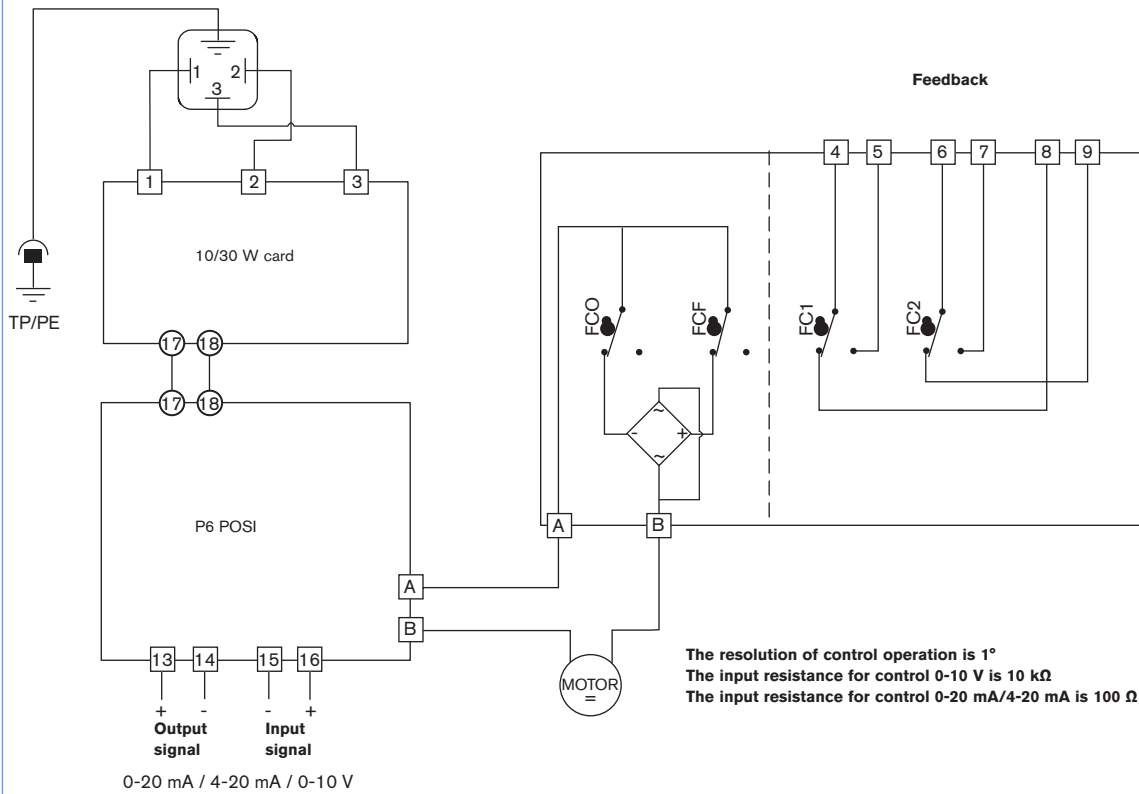 1 2
3
Feedback
1 2 3
4 5 6 7 8 9
10/30 W card
TP/PE
FCO FCF FC1 FC2
17 18
17 18
~
- +
~
P6 POSI
A B
A
B
13 14 15 16
+ - - +
Output signal
Input signal
0-20 mA / 4-20 mA / 0-10 V
MOTOR
=
The resolution of control operation is 1°
The input resistance for control 0-10 V is 10 kΩ
The input resistance for control 0-20 mA/4-20 mA is 100 Ω